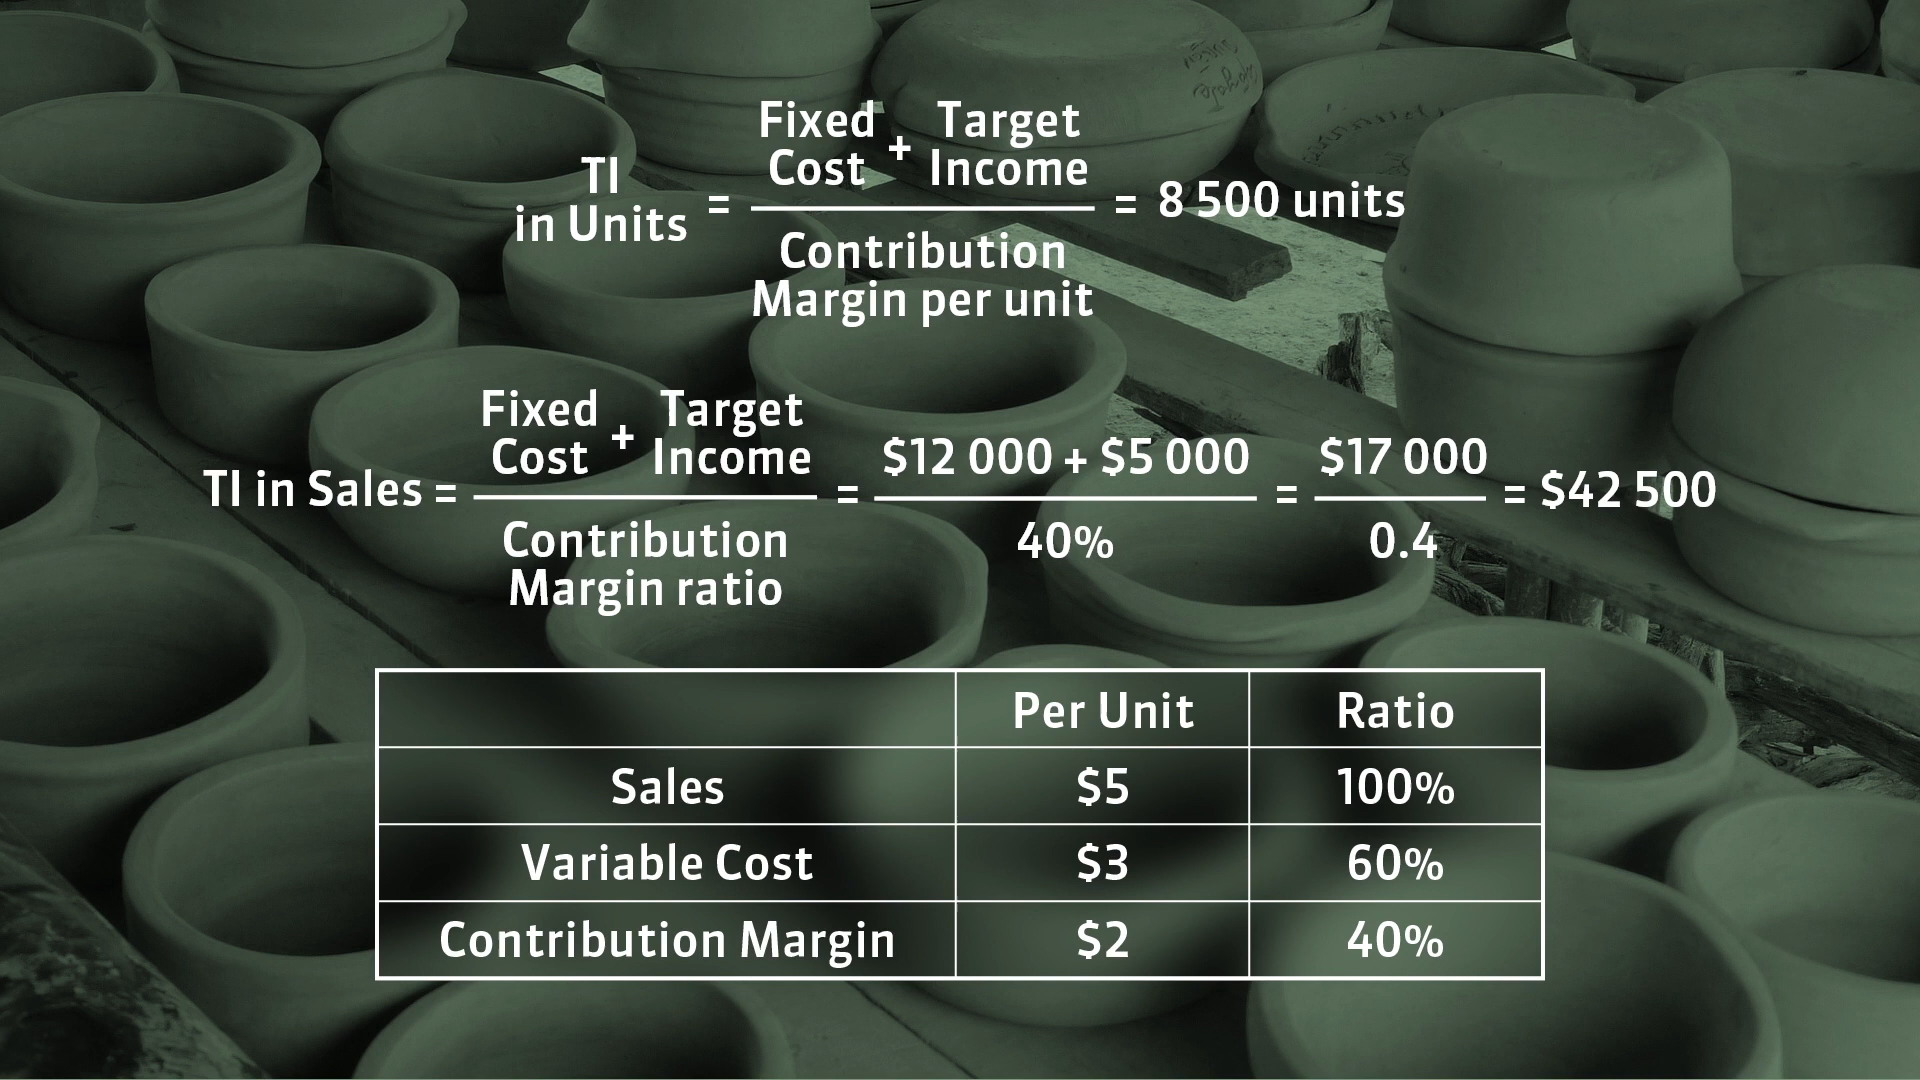 TI in Units = Fixed Cost + Target Income / Contribution Margin per unit = 8 500 units
TI in Sales = Fixed Cost + Target Income / Contribution Margin ratio = $12 000 + $5 000 / 40% = $17 000 / 0.4 = $42 500
Per Unit Ratio
Sales $5 100%
Variable Cost $3 60%
Contribution Margin $2 40%